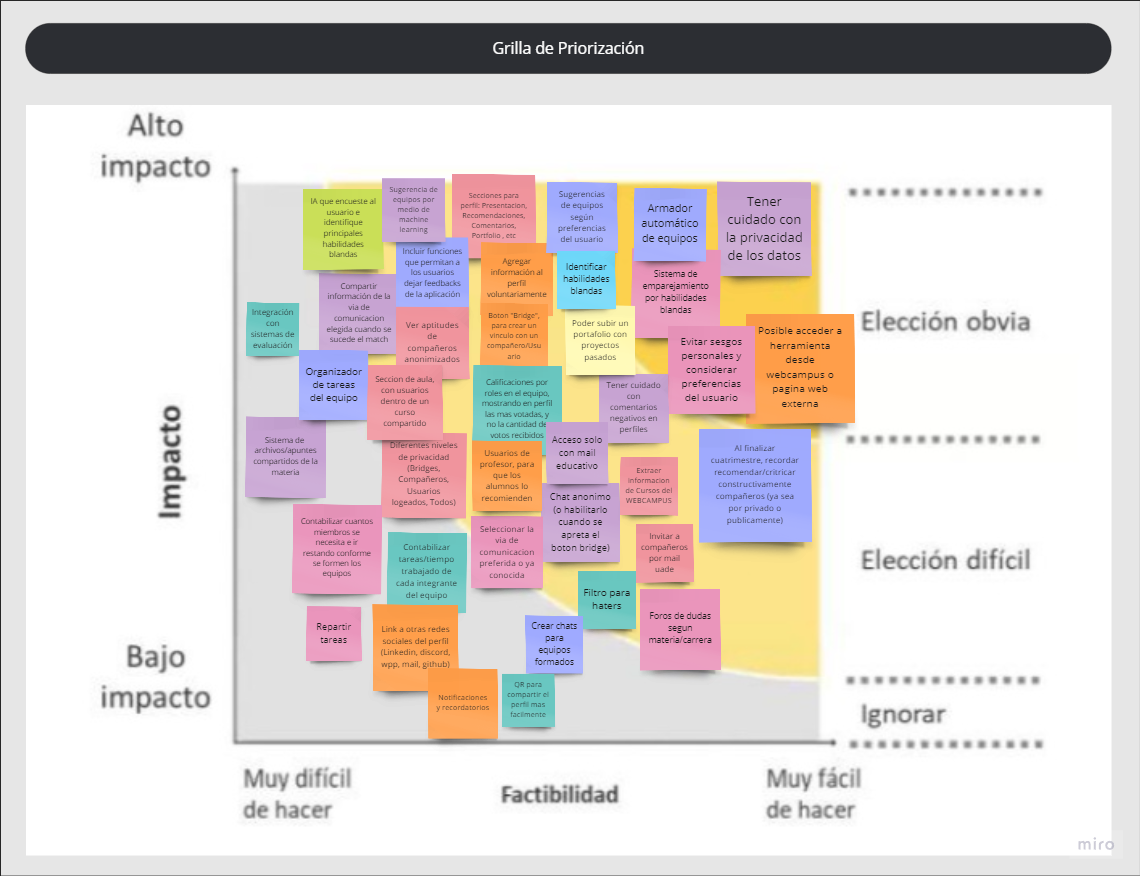 Grilla de Priorización
Alto
impacto
IA que encueste al
usuario e
identifique
principales
habilidades
blandas
Sugerencia de
equipos por
medio de
machine
learning
Secciones para
perfil: Presentacion,
Recomendaciones,
Comentarios,
Portfolio , etc
Sugerencias
de equipos
según
preferencias
del usuario
Armador
automático
de equipos
Tener
cuidado con
la privacidad
de los datos
Incluir funciones
que permitan a
los usuarios
dejar feedbacks
de la aplicación
Agregar
información al
perfil
voluntariamente
Identificar
habilidades
blandas
Sistema de
emparejamiento
por habilidades
blandas
Compartir
información de la
via de
comunicacion
elegida cuando se
sucede el match
Integración
con
sistemas de
evaluación
Ver aptitudes
de
compañeros
anonimizados
Boton "Bridge",
para crear un
vinculo con un
compañero/Usu
ario
Poder subir un
portafolio con
proyectos
pasados
Evitar sesgos
personales y
considerar
preferencias
del usuario
Posible acceder a
herramienta
desde
webcampus o
pagina web
externa
Elección obvia
Organizador
de tareas
del equipo
Seccion de aula,
con usuarios
dentro de un
curso
compartido
Calificaciones por
roles en el equipo,
mostrando en perfil
las mas votadas, y
no la cantidad de
votos recibidos
Tener cuidado
con
comentarios
negativos en
perfiles
Impacto
Sistema de
archivos/apuntes
compartidos de la
materia
Diferentes niveles
de privacidad
(Bridges,
Compañeros,
Usuarios
logeados, Todos)
Usuarios de
profesor, para
que los
alumnos lo
recomienden
Acceso solo
con mail
educativo
Extraer
informacion
de Cursos del
WEBCAMPUS
Al finalizar
cuatrimestre, recordar
recomendar/critricar
constructivamente
compañeros (ya sea
por privado o
publicamente)
Chat anonimo
(o habilitarlo
cuando se
apreta el
boton bridge)
Contabilizar cuantos
miembros se
necesita e ir
restando conforme
se formen los
equipos
Contabilizar
tareas/tiempo
trabajado de
cada integrante
del equipo
Seleccionar la
via de
comunicacion
preferida o ya
conocida
Invitar a
compañeros
por mail
uade
Elección difícil
Filtro para
haters
Repartir
tareas
Link a otras redes
sociales del perfil
(Linkedin, discord,
wpp, mail, github)
Crear chats
para
equipos
formados
Foros de dudas
segun
materia/carrera
Bajo
impacto
Notificaciones
y recordatorios
QR para
compartir el
perfil mas
facilmente
Ignorar
Muy difícil
de hacer
Factibilidad
Muy fácil
de hacer
miro